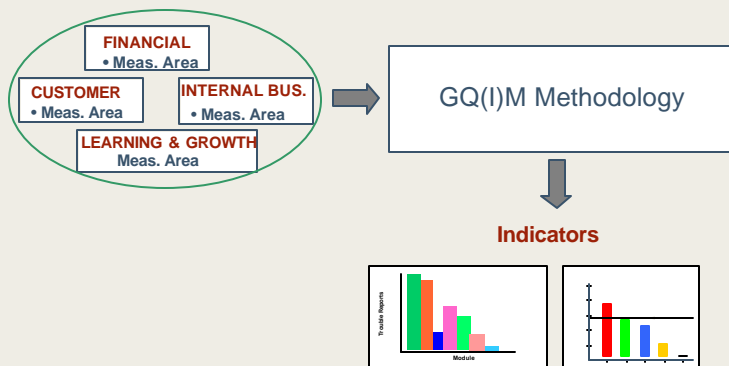 FINANCIAL
• Meas. Area
CUSTOMER
• Meas. Area
INTERNAL BUS.
• Meas. Area
LEARNING & GROWTH
Meas. Area
GQ(I)M Methodology
Indicators
Trouble Reports
Module